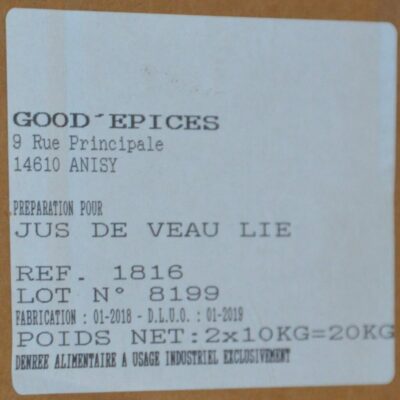 GOOD´EPICES
9 Rue Principale
14610 ANISY
PREPARATION POUR
JUS DE VEAU LIE
REF. 1816
LOT N° 8199
FABRICATION : 01-2018 - D.L.U.O. : 01-2019
POIDS NET:2x10KG=20KG
DENREE ALIMENTAIRE A USAGE INDUSTRIEL EXCLUSIVEMENT